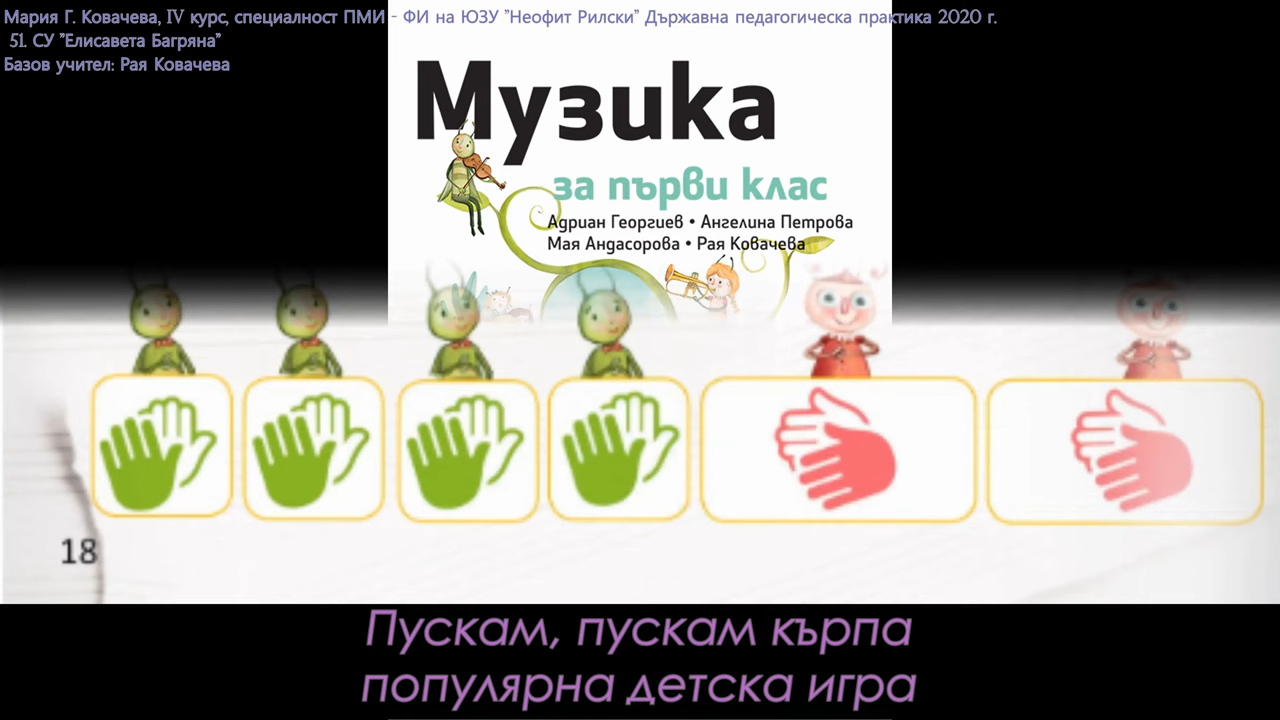 Мария Г. Ковачева, IV курс, специалност ПМИ - ФИ на ЮЗУ "Неофит Рилски" Държавна педагогическа практика 2020 г.
51. СУ "Елисавета Багряна"
Базов учител: Рая Ковачева
Музика
за първи клас
Адриан Георгиев • Ангелина Петрова
Мая Андасорова • Рая Ковачева
18
Пускам, пускам кърпа
популярна детска игра